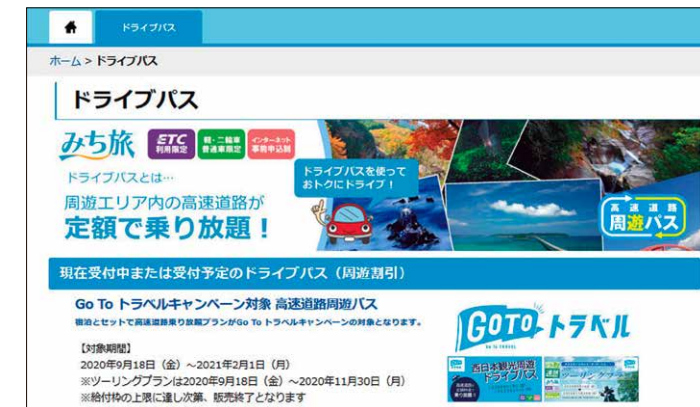 ドライブパス
ホーム > ドライブパス
ドライブパス
みち旅
ETC
利用限定
軽・二輪車
普通車限定
インターネット
事前申込制
ドライブパスとは…
周遊エリア内の高速道路が
定額で乗り放題！
ドライブパスを使って
おトクにドライブ！
高速道路
周遊パス
現在受付中または受付予定のドライブパス（周遊割引）
Go To トラベルキャンペーン対象 高速道路周遊パス
宿泊とセットで高速道路乗り放題プランがGo To トラベルキャンペーンの対象となります。
【対象期間】
2020年9月18日（金）～2021年2月1日（月）
※ツーリングプランは2020年9月18日（金）～2020年11月30日（月）
※給付枠の上限に達し次第、販売終了となります
GOTO トラベル
GO TO TRAVEL
西日本観光周遊
ドライブパス
ツーリングプラン